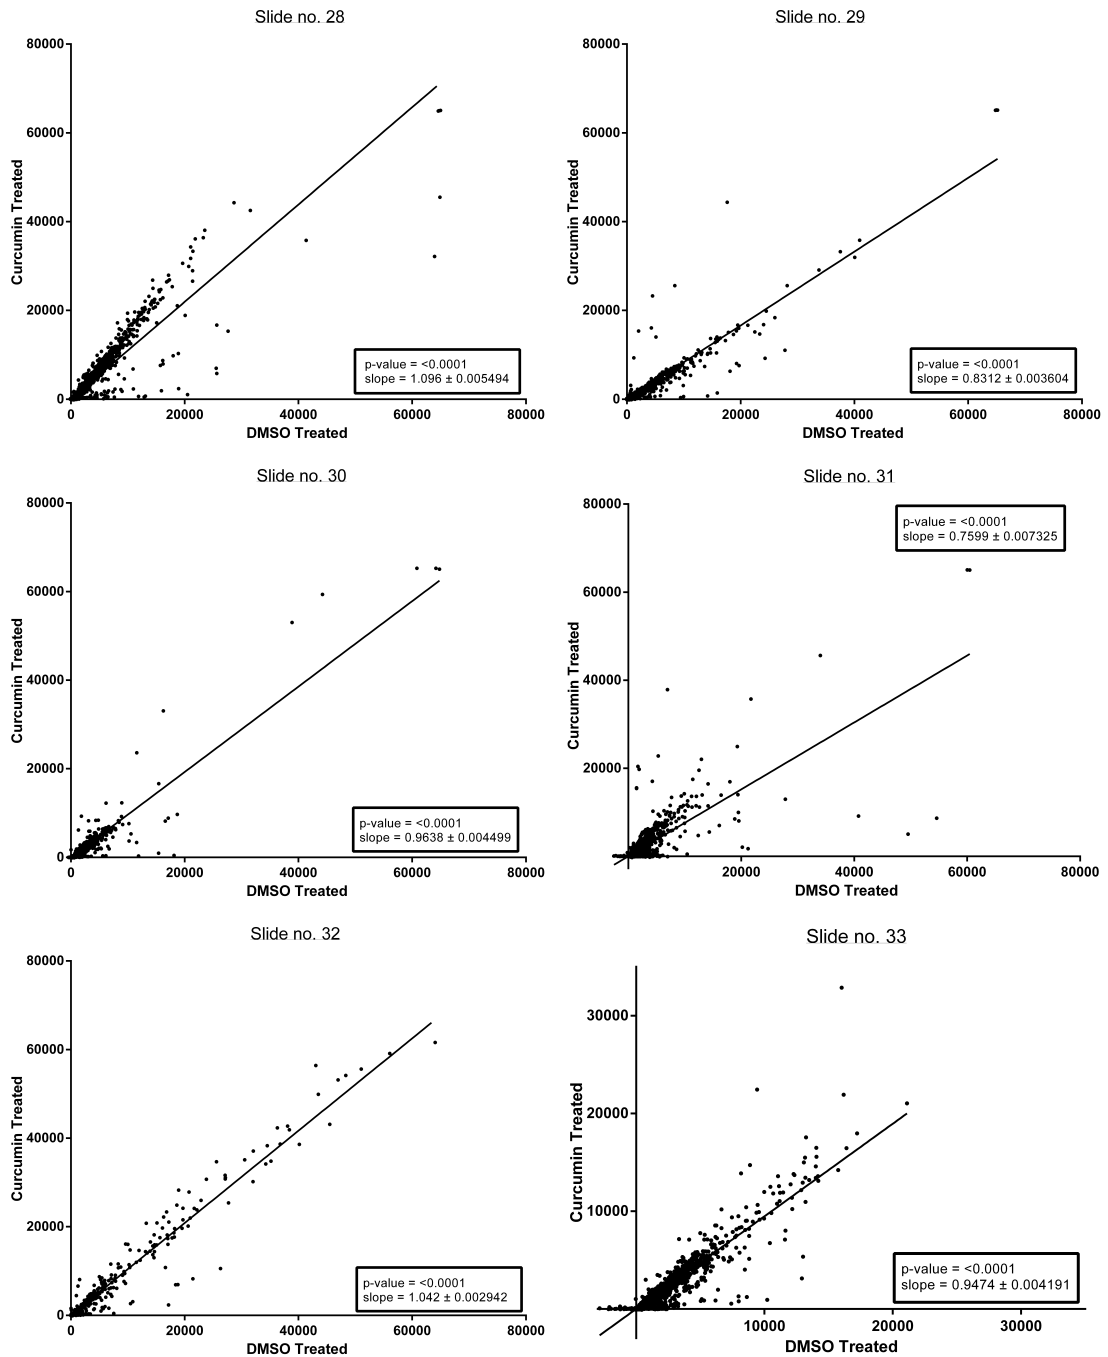 Slide no. 28
80000
60000
40000
20000
0
0 20000 40000 60000 80000
Curcumin Treated
DMSO Treated
p-value = <0.0001
slope = 1.096 ± 0.005494
Slide no. 29
80000
60000
40000
20000
0
0 20000 40000 60000 80000
Curcumin Treated
DMSO Treated
p-value = <0.0001
slope = 0.8312 ± 0.003604
Slide no. 30
80000
60000
40000
20000
0
0 20000 40000 60000 80000
Curcumin Treated
DMSO Treated
p-value = <0.0001
slope = 0.9638 ± 0.004499
Slide no. 31
p-value = <0.0001
slope = 0.7599 ± 0.007325
80000
60000
40000
20000
0
0 20000 40000 60000 80000
Curcumin Treated
DMSO Treated
Slide no. 32
80000
60000
40000
20000
0
0 20000 40000 60000 80000
Curcumin Treated
DMSO Treated
p-value = <0.0001
slope = 1.042 ± 0.002942
Slide no. 33
30000
20000
10000
10000 20000 30000
Curcumin Treated
DMSO Treated
p-value = <0.0001
slope = 0.9474 ± 0.004191